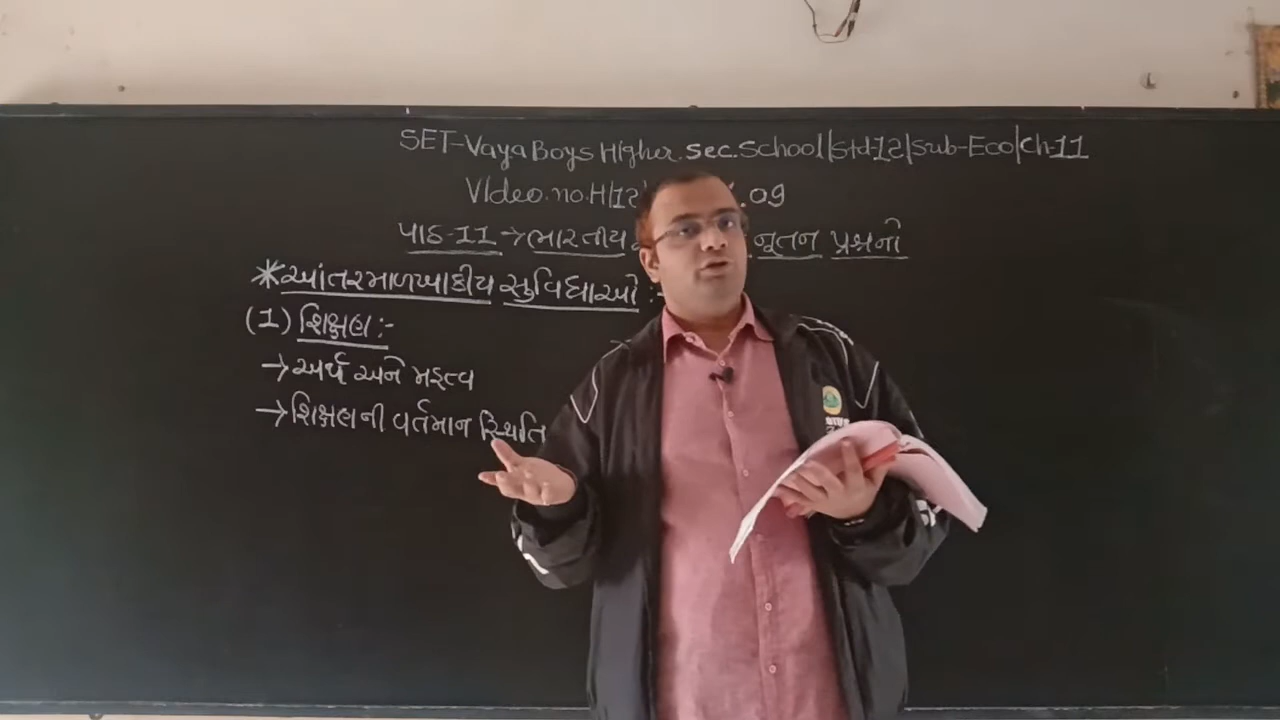 SET-Vaya Boys Higher.sec.School|Std-12|Sub-Eco|Ch-11
Video.no.H|12 .09
પાઠ-11 → ભારતીય નૂતન પ્રશ્નો
*આંતરમાળખાકીય સુવિધાઓ :-
(1) શિક્ષણ:-
→ અર્થ અને મહત્વ
→ શિક્ષણની વર્તમાન સ્થિતિ